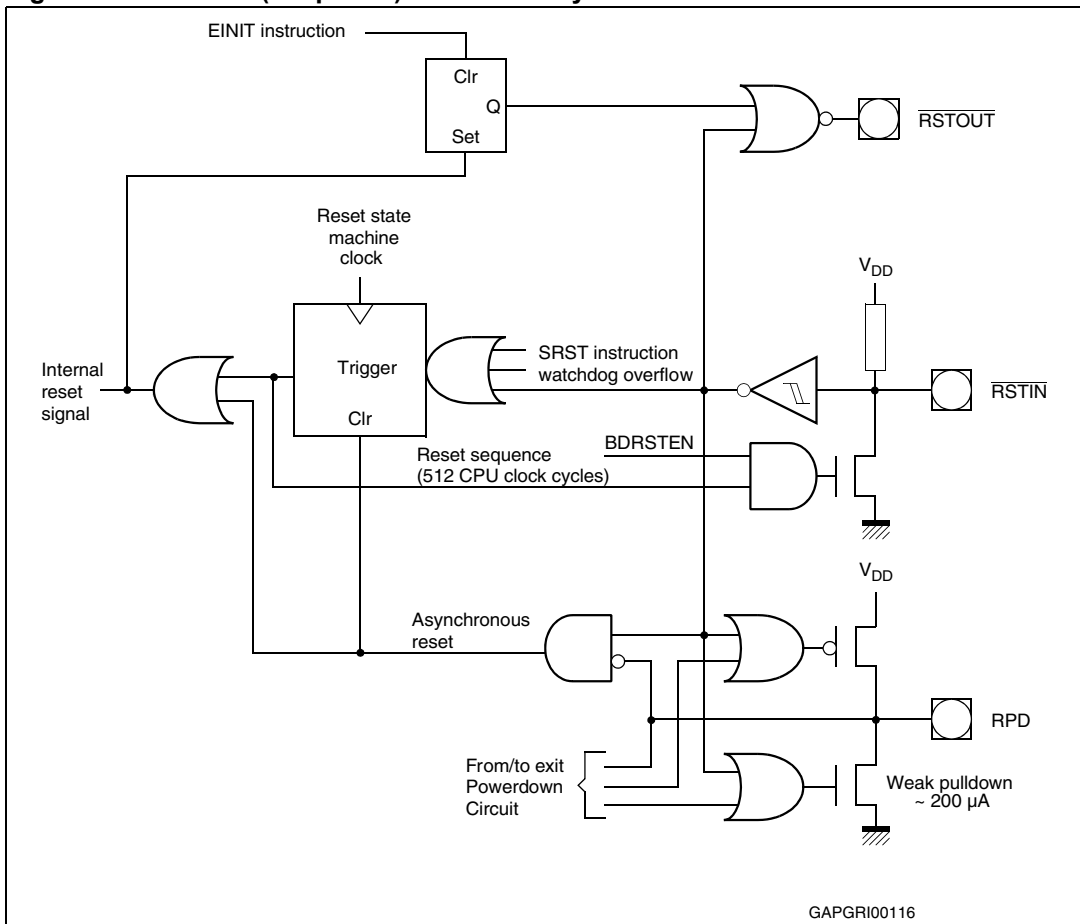 EINIT instruction
Clr
Q
Set
RSTOUT
Reset state
machine
clock
VDD
Trigger
SRST instruction
watchdog overflow
Internal
reset
signal
RSTIN
Clr
BDRSTEN
Reset sequence
(512 CPU clock cycles)
VDD
Asynchronous
reset
RPD
From/to exit
Powerdown
Circuit
Weak pulldown
~ 200 µA
GAPGRI00116